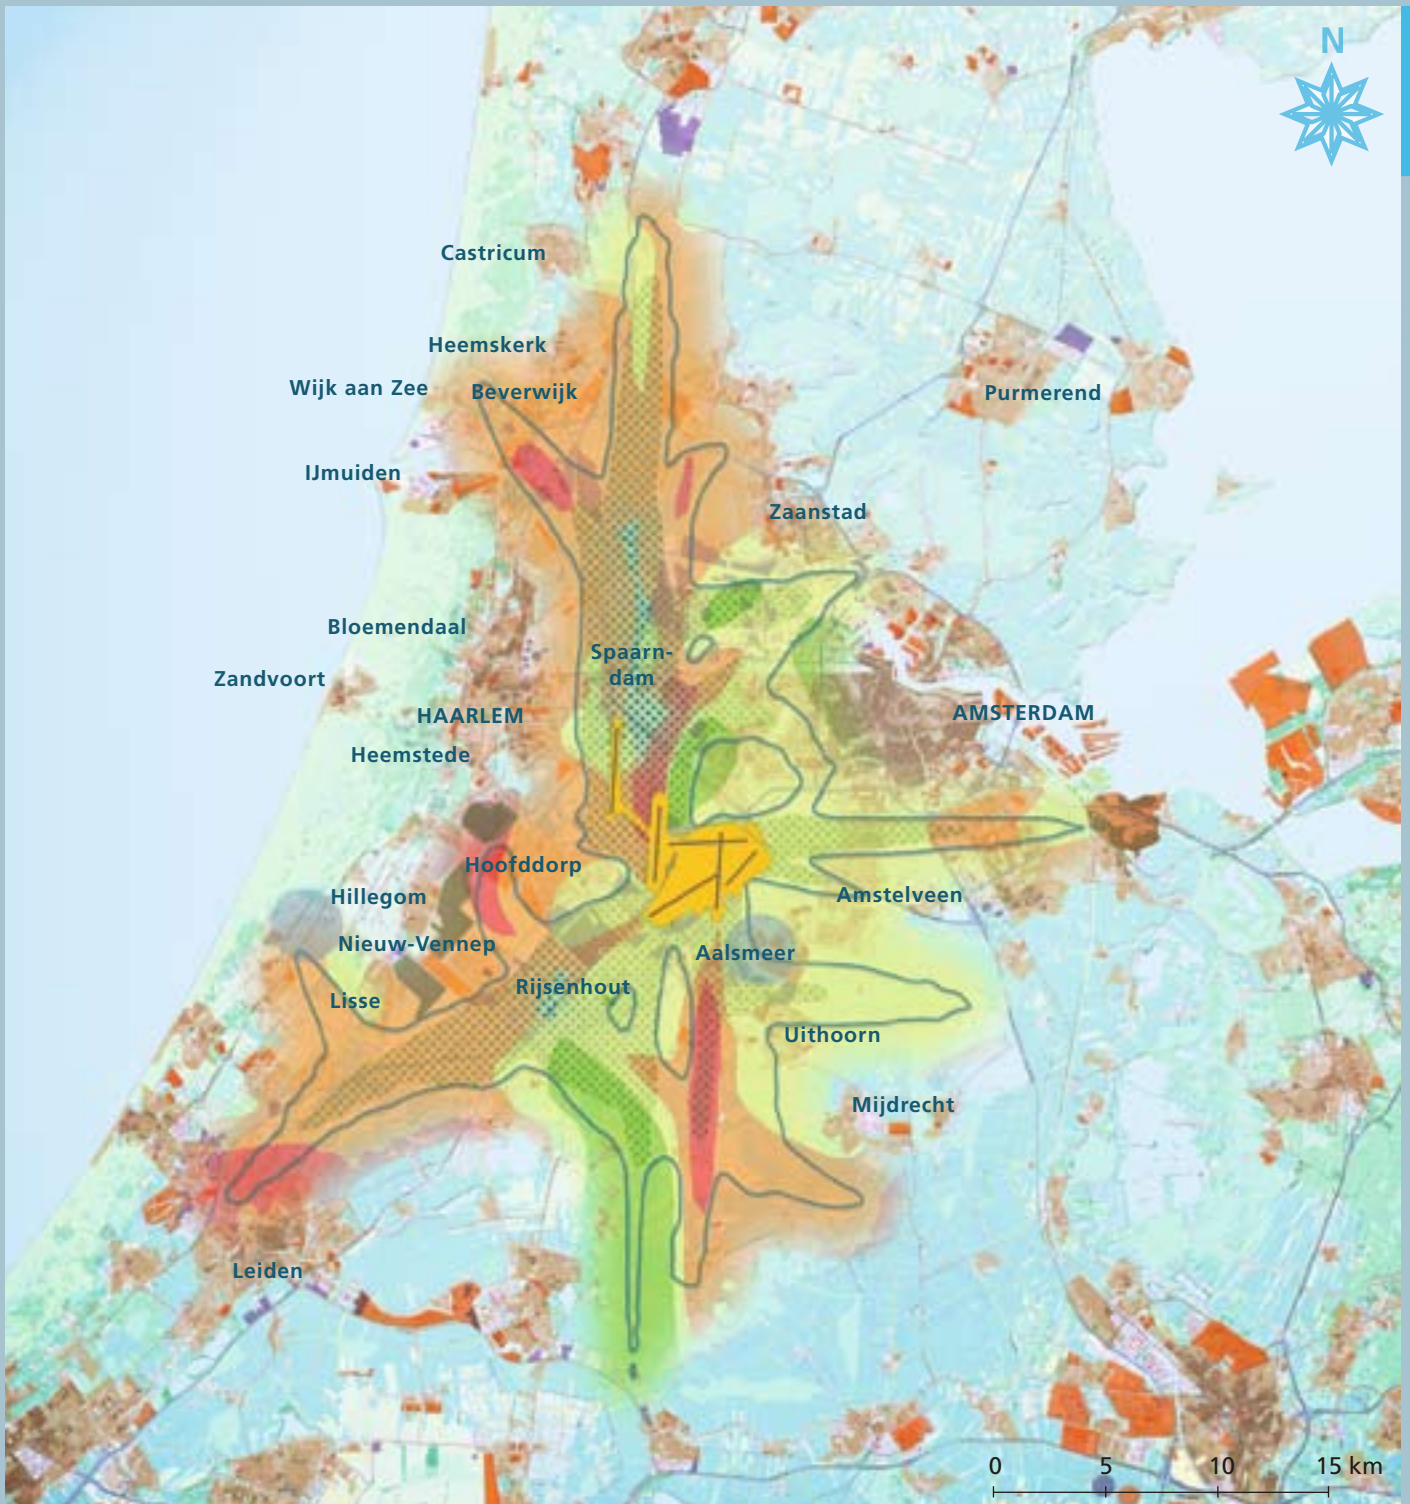 N
Castricum
Heemskerk
Wijk aan Zee
Beverwijk
Purmerend
IJmuiden
Zaanstad
Bloemendaal
Spaarn-
dam
Zandvoort
HAARLEM
AMSTERDAM
Heemstede
Hoofddorp
Hillegom
Amstelveen
Nieuw-Vennep
Aalsmeer
Rijsenhout
Lisse
Uithoorn
Mijdrecht
Leiden
0 5 10 15 km